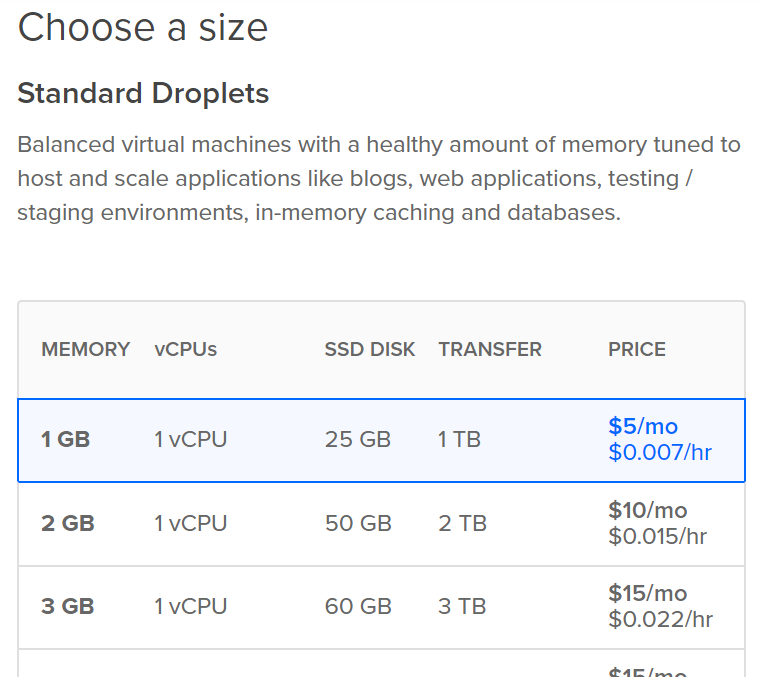 Choose a size
Standard Droplets
Balanced virtual machines with a healthy amount of memory tuned to
host and scale applications like blogs, web applications, testing /
staging environments, in-memory caching and databases.
MEMORY vCPUs SSD DISK TRANSFER PRICE
1 GB 1 vCPU 25 GB 1 TB $5/mo
$0.007/hr
2 GB 1 vCPU 50 GB 2 TB $10/mo
$0.015/hr
3 GB 1 vCPU 60 GB 3 TB $15/mo
$0.022/hr
$15/mo